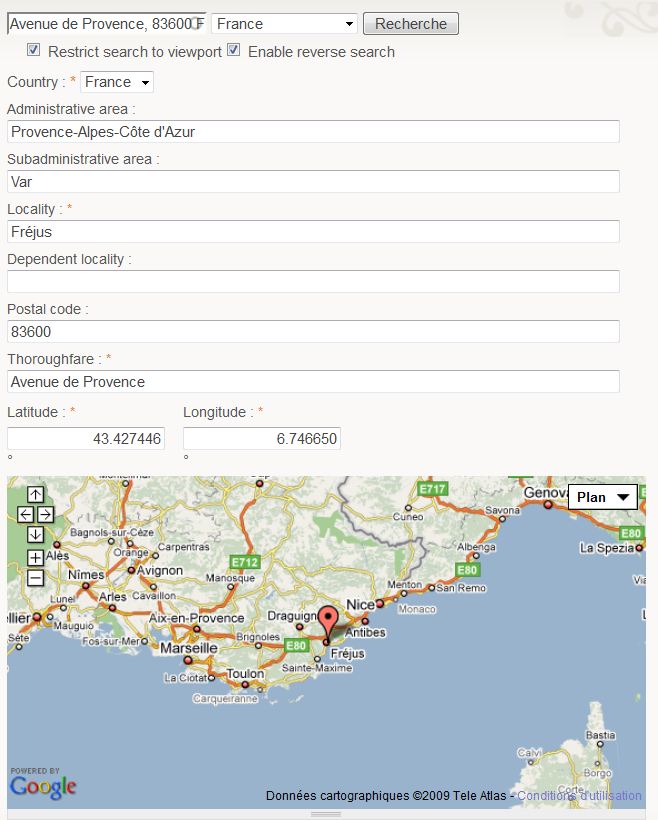 Avenue de Provence, 83600 F France Recherche
Restrict search to viewport Enable reverse search
Country : * France
Administrative area :
Provence-Alpes-Côte d'Azur
Subadministrative area :
Var
Locality : *
Fréjus
Dependent locality :
Postal code :
83600
Thoroughfare : *
Avenue de Provence
Latitude : * Longitude : *
43.427446 6.746650
° °
Montélimar
E717
Genova
Plan
Cuneo
Savona
Bagnols-sur-Cèze
Orange
Carpentras
Alès
E712
Albenga
E80
La Spezia
Nîmes
Avignon
Manosque
E80
Lunel
Arles
Cavaillon
Menton
San Remo
Monaco
llier
Mauguio
Aix-en-Provence
Draguign
Nice
Antibes
Sète
Fos-sur-Mer
Marseille
Brignoles
E80
Fréjus
Sainte-Maxime
La Ciotat
Toulon
Carqueiranne
Bastia
Calvi
Borgo
Corte
POWERED BY
Google
Données cartographiques ©2009 Tele Atlas - Conditions d'utilisation